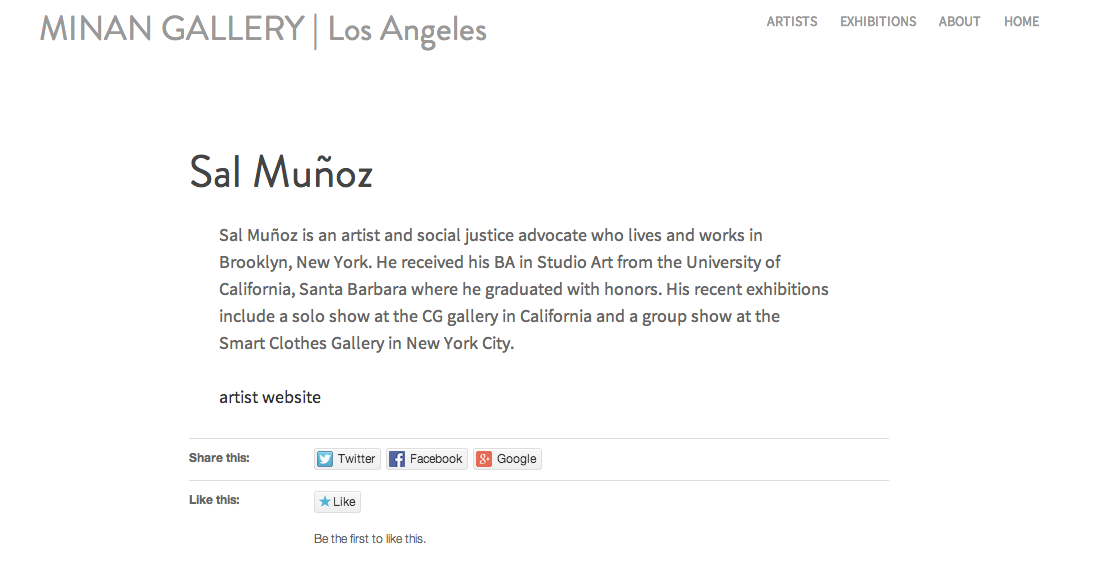 MINAN GALLERY | Los Angeles
ARTISTS EXHIBITIONS ABOUT HOME
Sal Muñoz
Sal Muñoz is an artist and social justice advocate who lives and works in
Brooklyn, New York. He received his BA in Studio Art from the University of
California, Santa Barbara where he graduated with honors. His recent exhibitions
include a solo show at the CG gallery in California and a group show at the
Smart Clothes Gallery in New York City.
artist website
Share this: Twitter Facebook Google
Like this: Like
Be the first to like this.